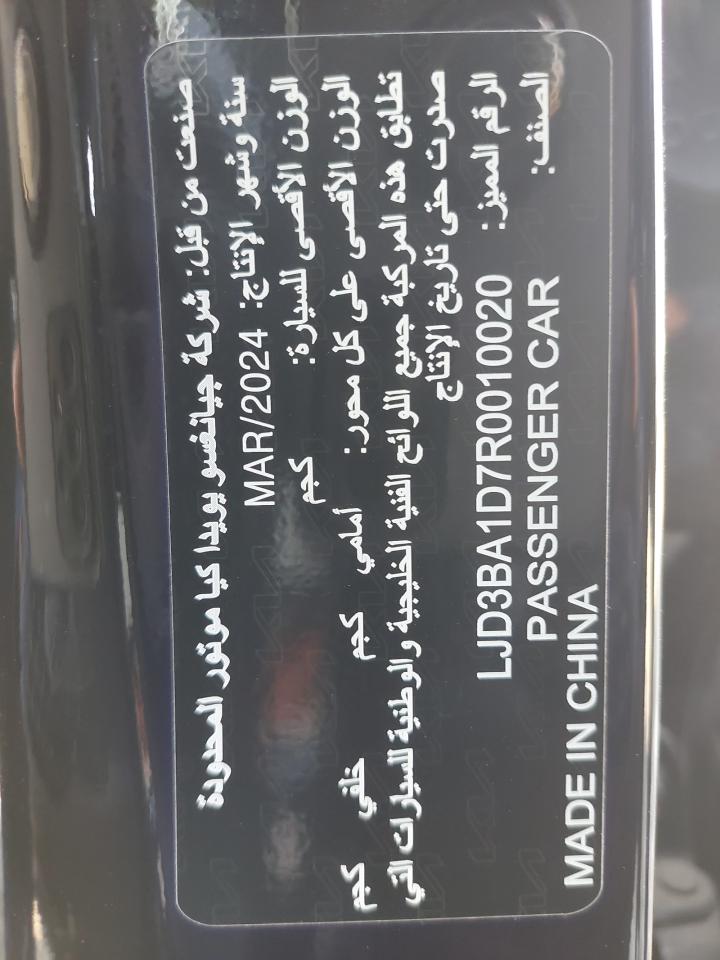 صنعت من قبل: شركة جيانغسو يويدا كيا موتور المحدودة
سنة وشهر الإنتاج: MAR/2024
الوزن الأقصى للسيارة: كجم
الوزن الأقصى على كل محور: أمامي كجم خلفي كجم
تطابق هذه المركبة جميع اللوائح الفنية الخليجية والوطنية للسيارات التي
صدرت حتى تاريخ الإنتاج
الرقم المميز: LJD3BA1D7R0010020
الصنف: PASSENGER CAR
MADE IN CHINA